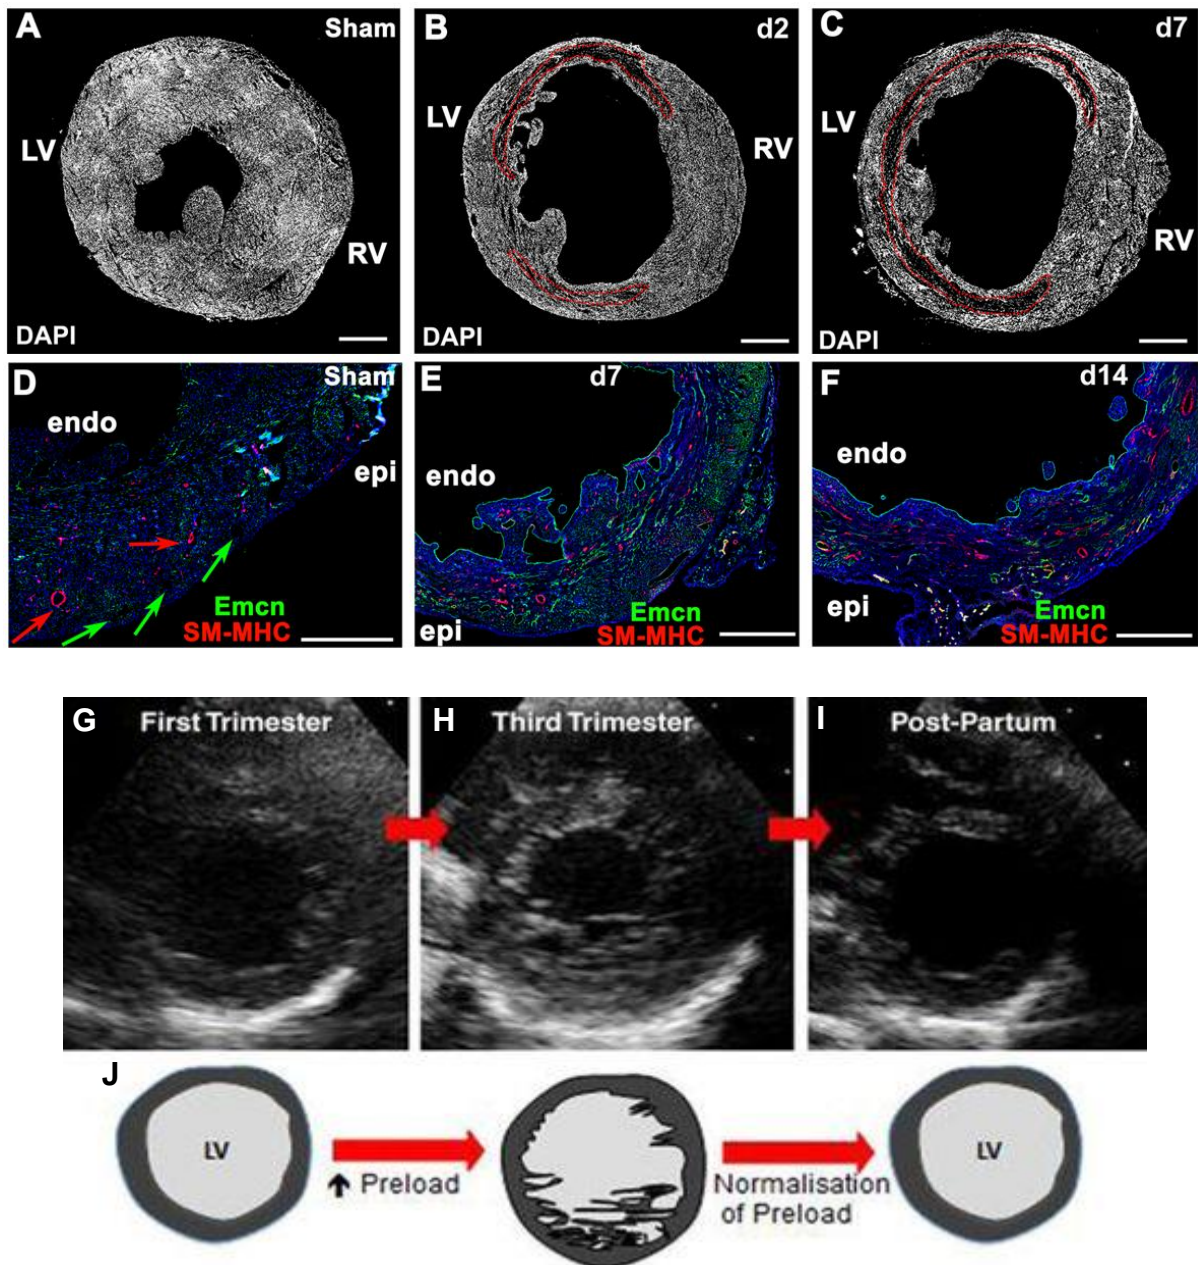 A
Sham
LV
RV
DAPI
B
d2
LV
RV
DAPI
C
d7
LV
RV
DAPI
D
Sham
endo
epi
Emcn
SM-MHC
E
d7
endo
epi
Emcn
SM-MHC
F
d14
endo
epi
Emcn
SM-MHC
G
First Trimester
H
Third Trimester
I
Post-Partum
J
LV
↑ Preload
Normalisation
of Preload
LV